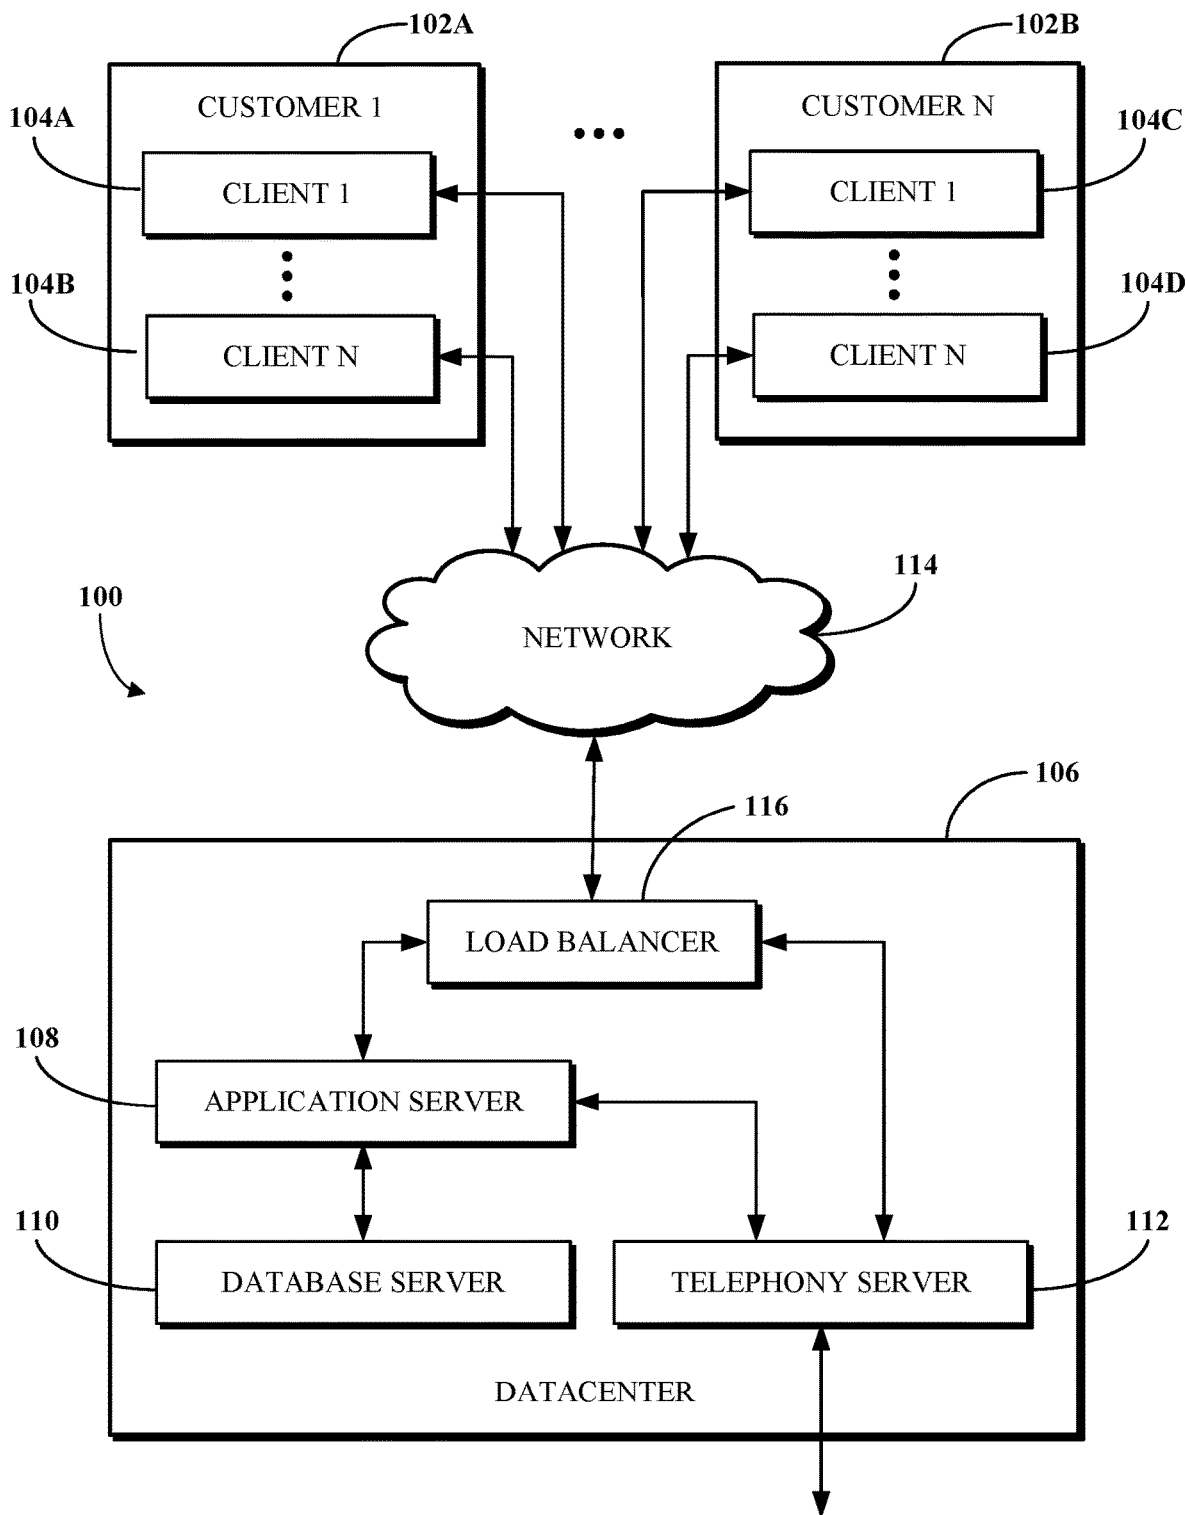 102A
102B
CUSTOMER 1
CUSTOMER N
104A
104C
CLIENT 1
CLIENT 1
104B
104D
CLIENT N
CLIENT N
114
100
NETWORK
106
116
LOAD BALANCER
108
APPLICATION SERVER
110
112
DATABASE SERVER
TELEPHONY SERVER
DATACENTER